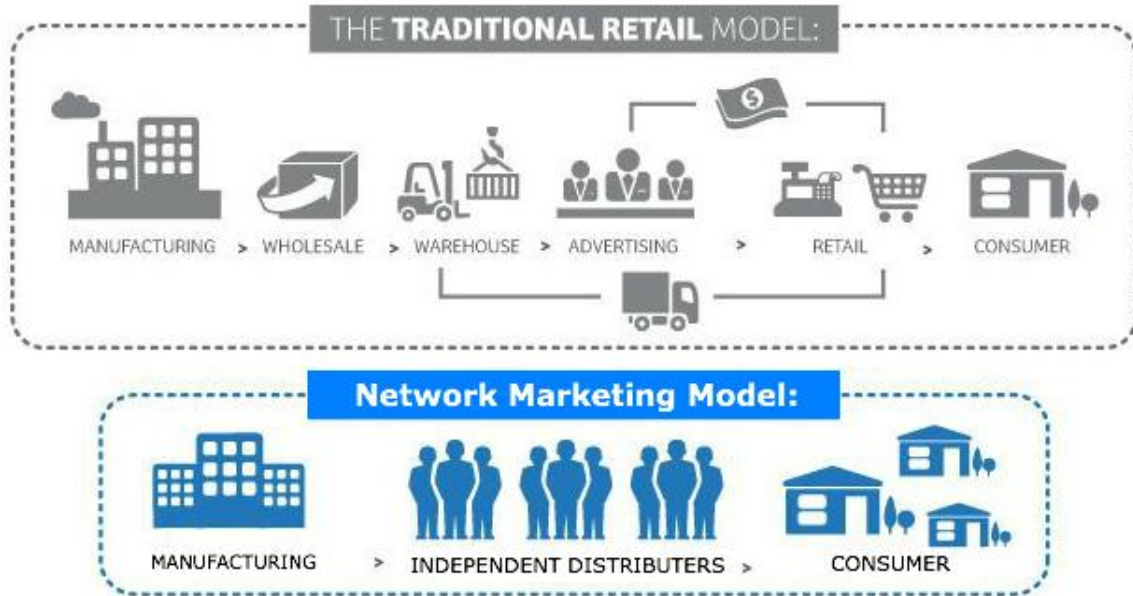 THE TRADITIONAL RETAIL MODEL:
$
MANUFACTURING > WHOLESALE > WAREHOUSE > ADVERTISING > RETAIL > CONSUMER
Network Marketing Model:
MANUFACTURING > INDEPENDENT DISTRIBUTERS > CONSUMER